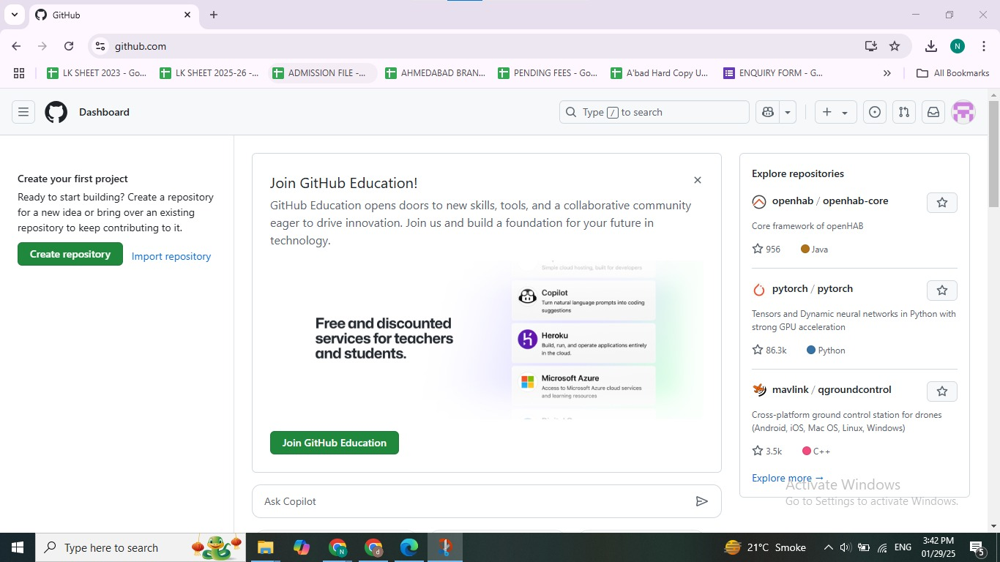 GitHub
github.com
LK SHEET 2023 - Go...
LK SHEET 2025-26 -...
ADMISSION FILE -...
AHMEDABAD BRAN...
PENDING FEES - Go...
A'bad Hard Copy U...
ENQUIRY FORM - G...
All Bookmarks
N
Dashboard
Type / to search
Create your first project
Ready to start building? Create a repository
for a new idea or bring over an existing
repository to keep contributing to it.
Create repository
Import repository
Join GitHub Education!
GitHub Education opens doors to new skills, tools, and a collaborative community
eager to drive innovation. Join us and build a foundation for your future in
technology.
Simple cloud hosting, built for developers
Copilot
Turn natural language prompts into coding
suggestions
Free and discounted
services for teachers
and students.
Heroku
Build, run, and operate applications entirely
in the cloud.
Microsoft Azure
Access to Microsoft Azure cloud services
and learning resources
Join GitHub Education
Ask Copilot
Explore repositories
openhab / openhab-core
Core framework of openHAB
956
Java
pytorch / pytorch
Tensors and Dynamic neural networks in Python with
strong GPU acceleration
86.3k
Python
mavlink / qgroundcontrol
Cross-platform ground control station for drones
(Android, iOS, Mac OS, Linux, Windows)
3.5k
C++
Explore more →
Activate Windows
Go to Settings to activate Windows.
Type here to search
N
d
21°C Smoke
ENG
3:42 PM
01/29/25
5